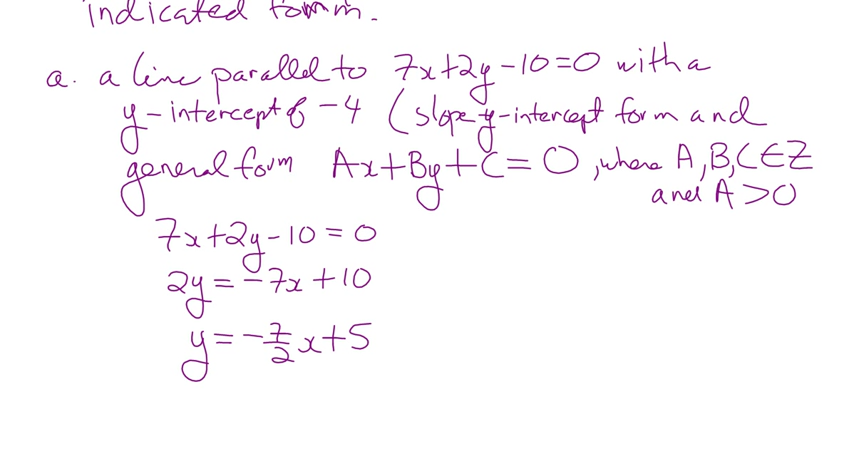 indicated form.
a. a line parallel to 7x+2y-10=0 with a
y-intercept of -4 (slope-y-intercept form and
general form Ax+By+C=0, where A,B,C∈Z
and A>0
7x+2y-10=0
2y=-7x+10
y=-7/2x+5